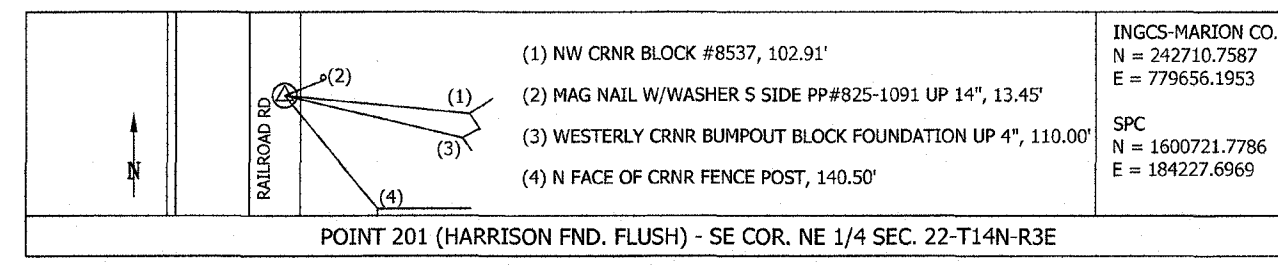 N
RAILROAD RD
(2)
(1)
(3)
(4)
(1) NW CRNR BLOCK #8537, 102.91'
(2) MAG NAIL W/WASHER S SIDE PP#825-1091 UP 14", 13.45'
(3) WESTERLY CRNR BUMPOUT BLOCK FOUNDATION UP 4", 110.00'
(4) N FACE OF CRNR FENCE POST, 140.50'
INGCS-MARION CO.
N = 242710.7587
E = 779656.1953
SPC
N = 1600721.7786
E = 184227.6969
POINT 201 (HARRISON FND. FLUSH) - SE COR. NE 1/4 SEC. 22-T14N-R3E